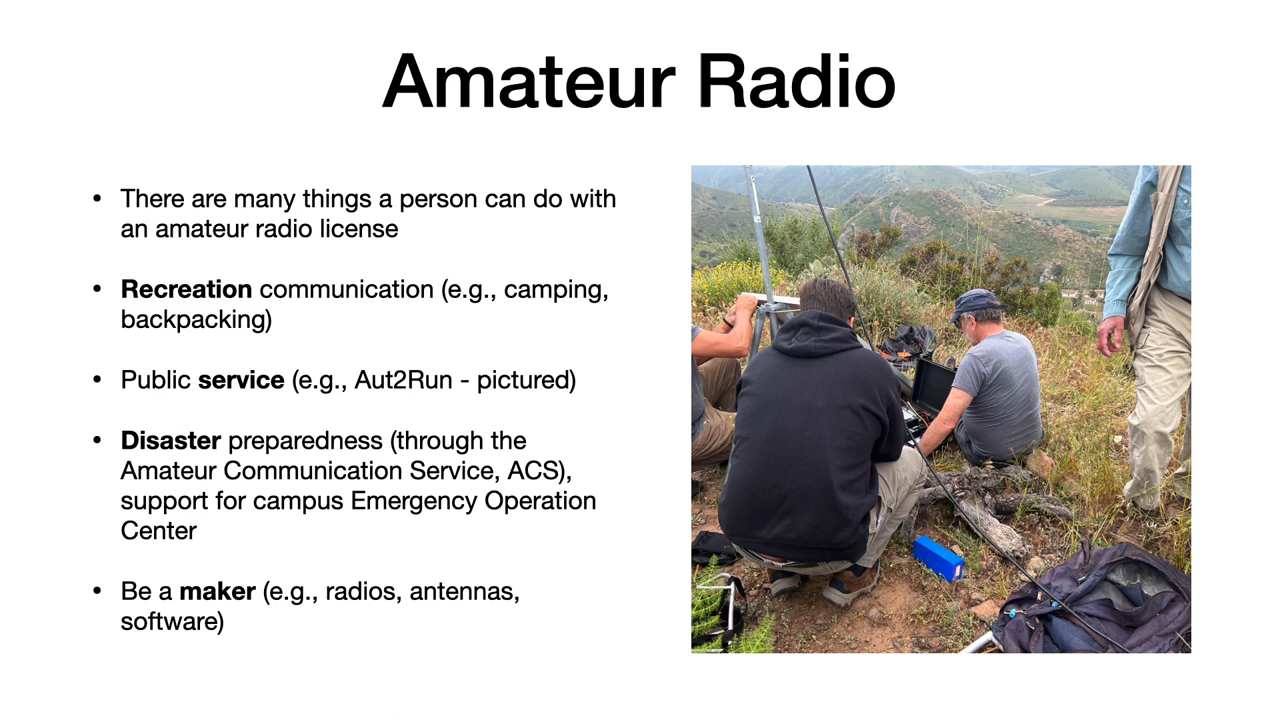 Amateur Radio
• There are many things a person can do with
an amateur radio license
• Recreation communication (e.g., camping,
backpacking)
• Public service (e.g., Aut2Run - pictured)
• Disaster preparedness (through the
Amateur Communication Service, ACS),
support for campus Emergency Operation
Center
• Be a maker (e.g., radios, antennas,
software)